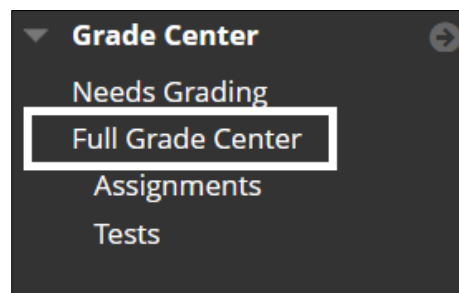 Grade Center
Needs Grading
Full Grade Center
Assignments
Tests